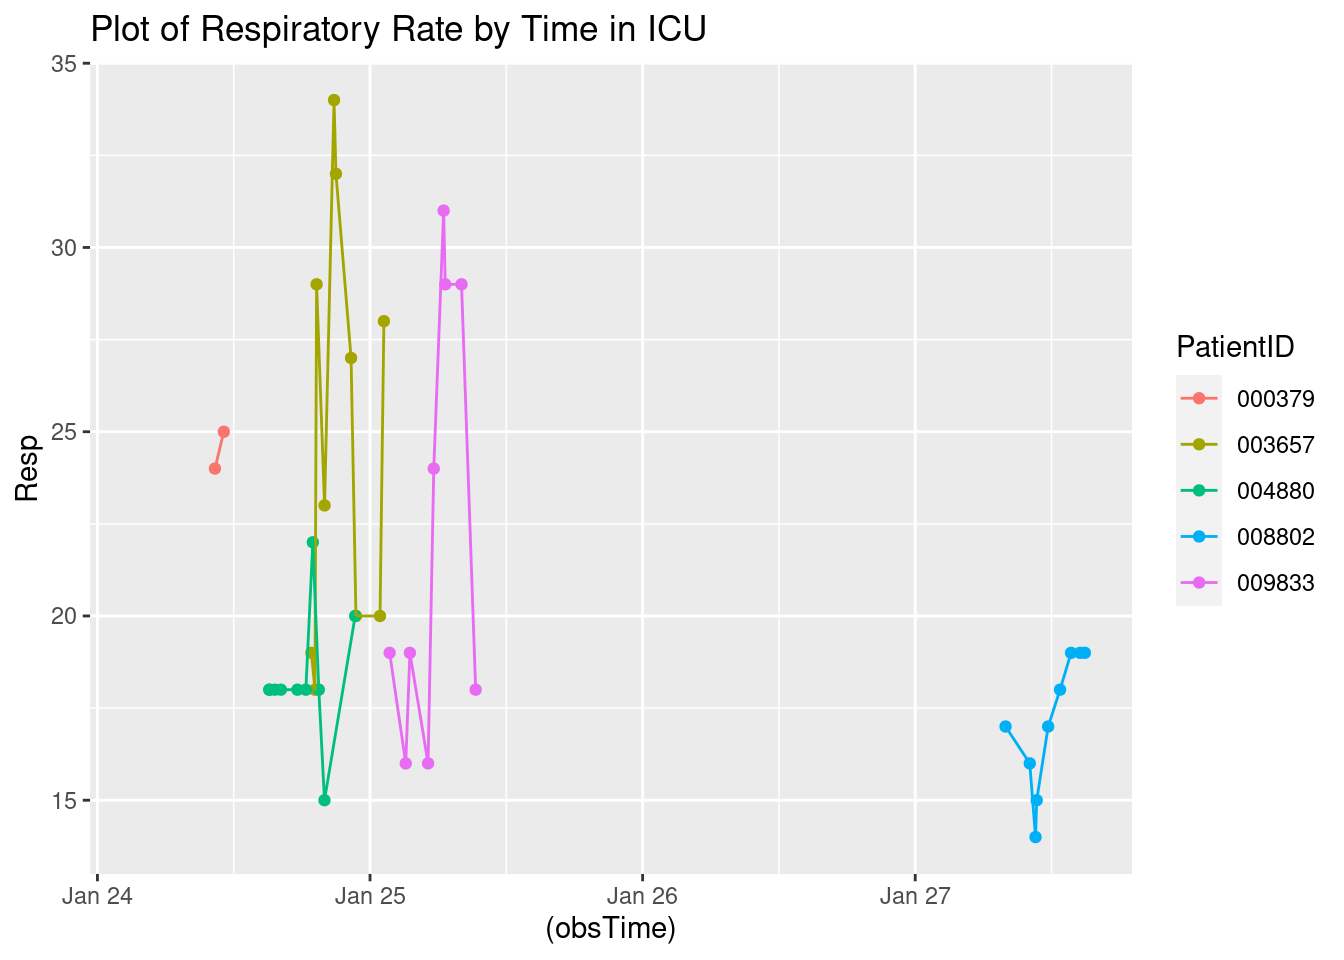 Plot of Respiratory Rate by Time in ICU
35
30
25
20
15
Resp
Jan 24
Jan 25
Jan 26
Jan 27
(obsTime)
PatientID
000379
003657
004880
008802
009833